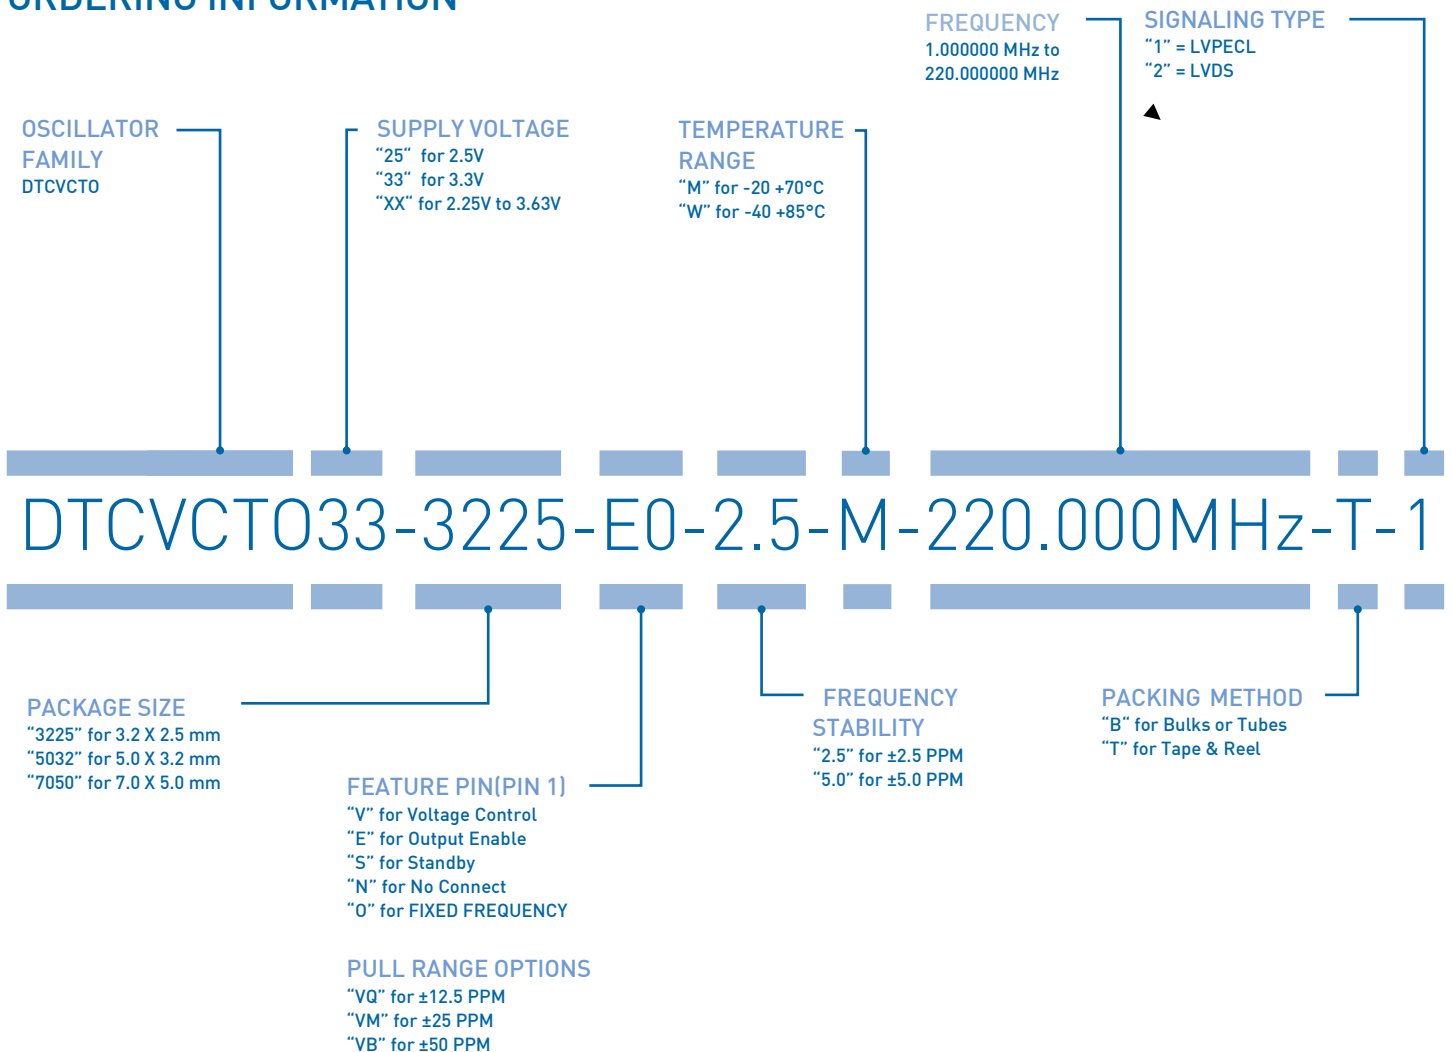 ORDERING INFORMATION
FREQUENCY
1.000000 MHz to
220.000000 MHz
SIGNALING TYPE
“1” = LVPECL
“2” = LVDS
OSCILLATOR
FAMILY
DTCVCTO
SUPPLY VOLTAGE
“25“ for 2.5V
“33“ for 3.3V
“XX“ for 2.25V to 3.63V
TEMPERATURE
RANGE
“M” for -20 +70°C
“W” for -40 +85°C
DTCVCTO33-3225-E0-2.5-M-220.000MHz-T-1
PACKAGE SIZE
“3225” for 3.2 X 2.5 mm
“5032” for 5.0 X 3.2 mm
“7050” for 7.0 X 5.0 mm
FEATURE PIN(PIN 1)
“V” for Voltage Control
“E” for Output Enable
“S” for Standby
“N” for No Connect
“0” for FIXED FREQUENCY
PULL RANGE OPTIONS
“VQ” for ±12.5 PPM
“VM” for ±25 PPM
“VB” for ±50 PPM
FREQUENCY
STABILITY
“2.5” for ±2.5 PPM
“5.0” for ±5.0 PPM
PACKING METHOD
“B“ for Bulks or Tubes
“T” for Tape & Reel